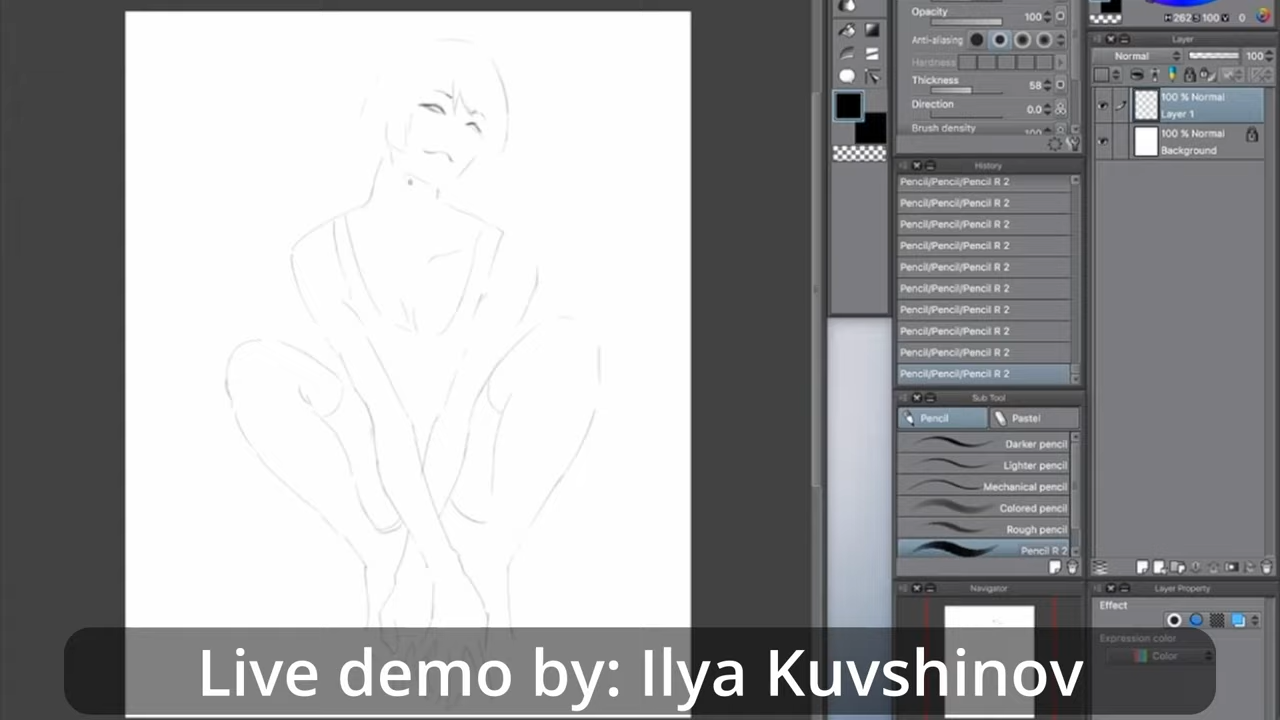 Opacity 100
Anti-aliasing
Hardness
Thickness 58
Direction 0.0
Brush density 100
History
Pencil/Pencil/Pencil R 2
Pencil/Pencil/Pencil R 2
Pencil/Pencil/Pencil R 2
Pencil/Pencil/Pencil R 2
Pencil/Pencil/Pencil R 2
Pencil/Pencil/Pencil R 2
Pencil/Pencil/Pencil R 2
Pencil/Pencil/Pencil R 2
Pencil/Pencil/Pencil R 2
Pencil/Pencil/Pencil R 2
Sub Tool
Pencil Pastel
Darker pencil
Lighter pencil
Mechanical pencil
Colored pencil
Rough pencil
Pencil R 2
Navigator
H 262 S 100 V 0
Layer
Normal 100
100 % Normal
Layer 1
100 % Normal
Background
Layer Property
Effect
Expression color
Color
Live demo by: Ilya Kuvshinov